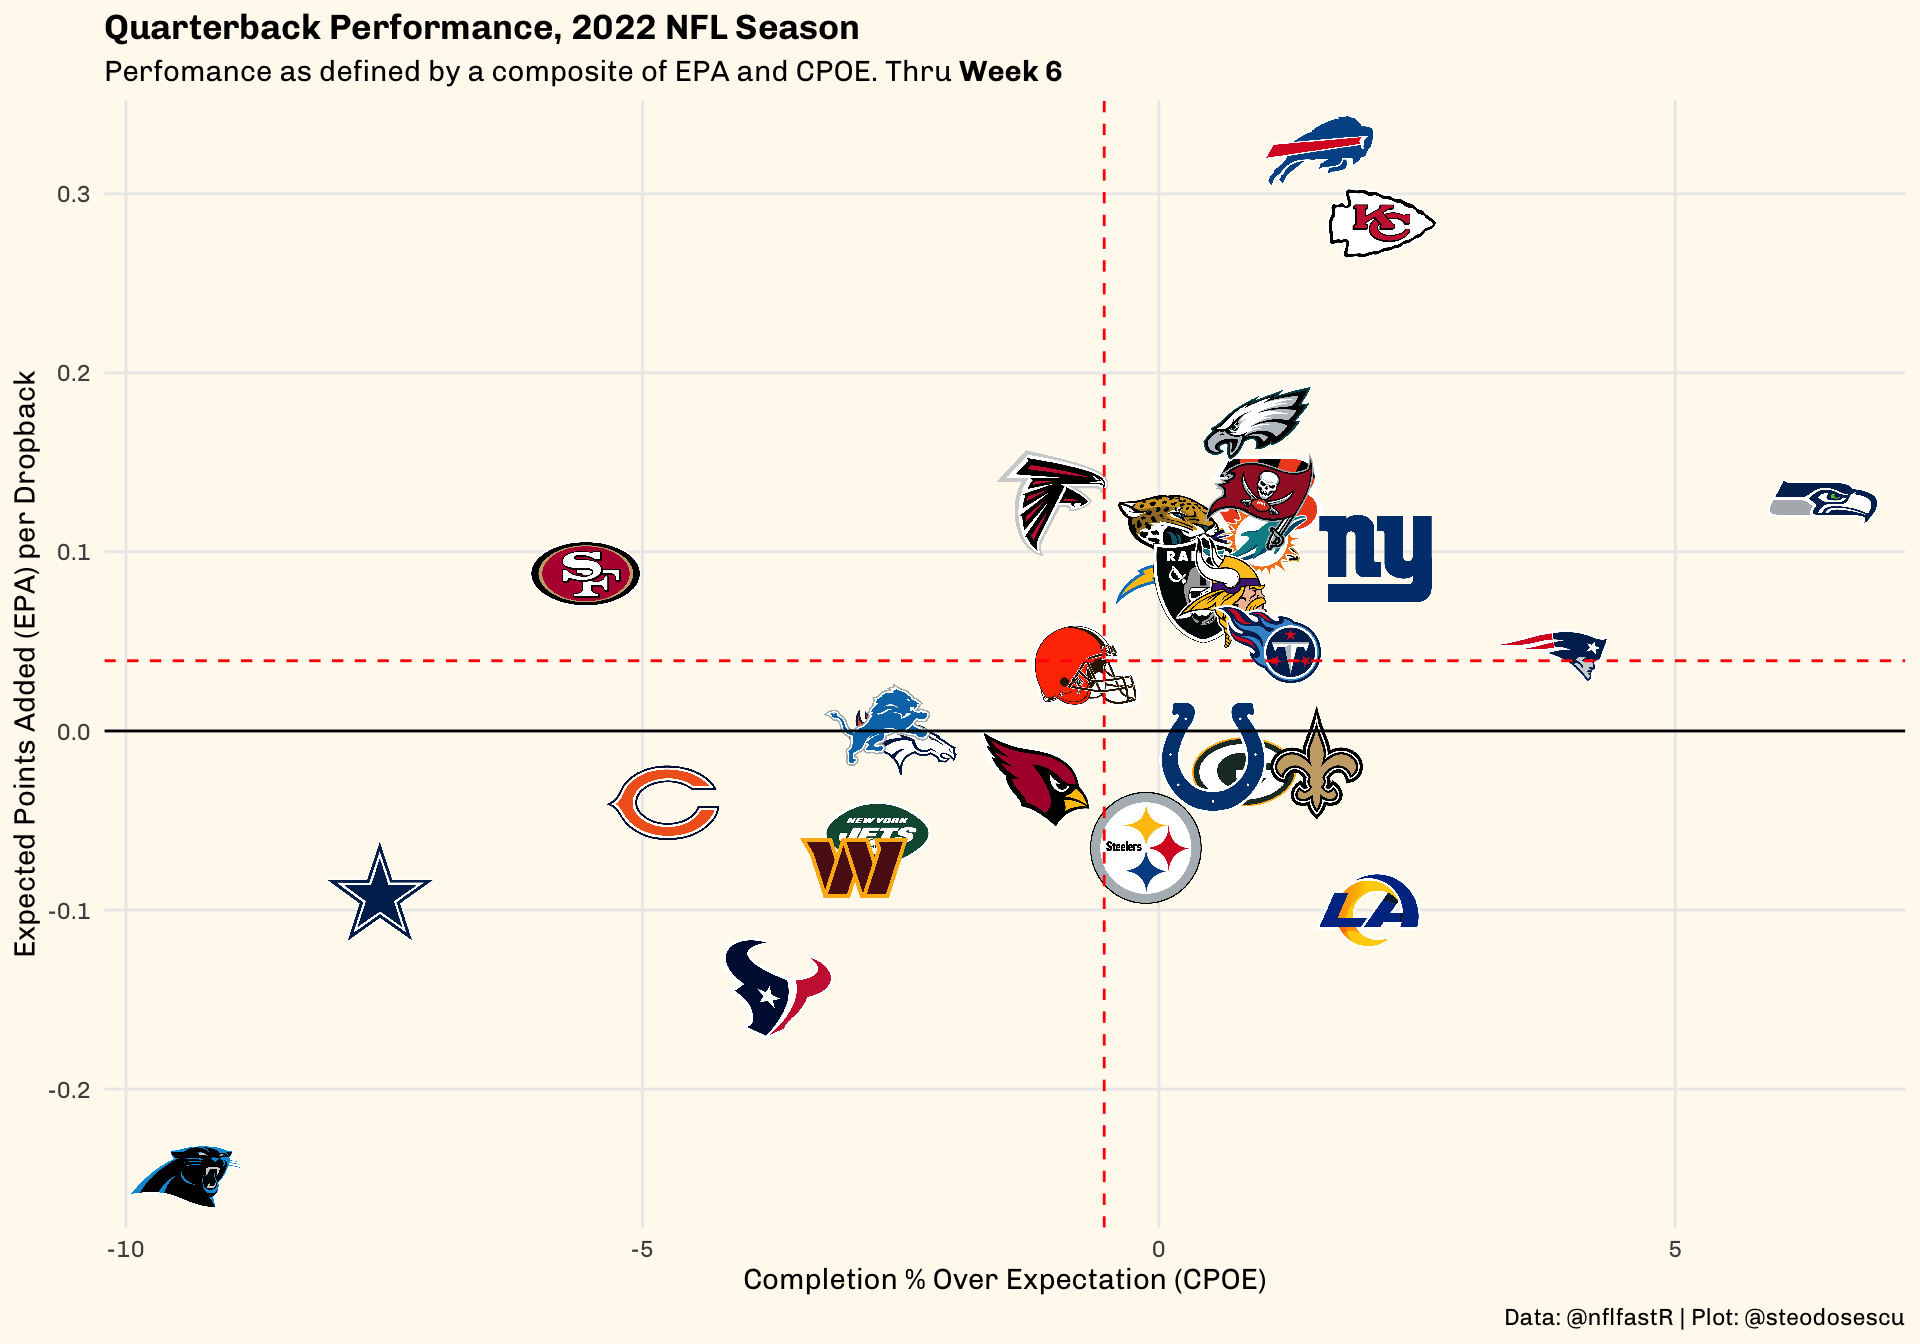 Quarterback Performance, 2022 NFL Season
Perfomance as defined by a composite of EPA and CPOE. Thru Week 6
Expected Points Added (EPA) per Dropback
0.3
0.2
0.1
0.0
-0.1
-0.2
KC
SF
RAI
ny
T
NEW YORK
JETS
W
Steelers
LA
-10
-5
0
5
Completion % Over Expectation (CPOE)
Data: @nflfastR | Plot: @steodosescu